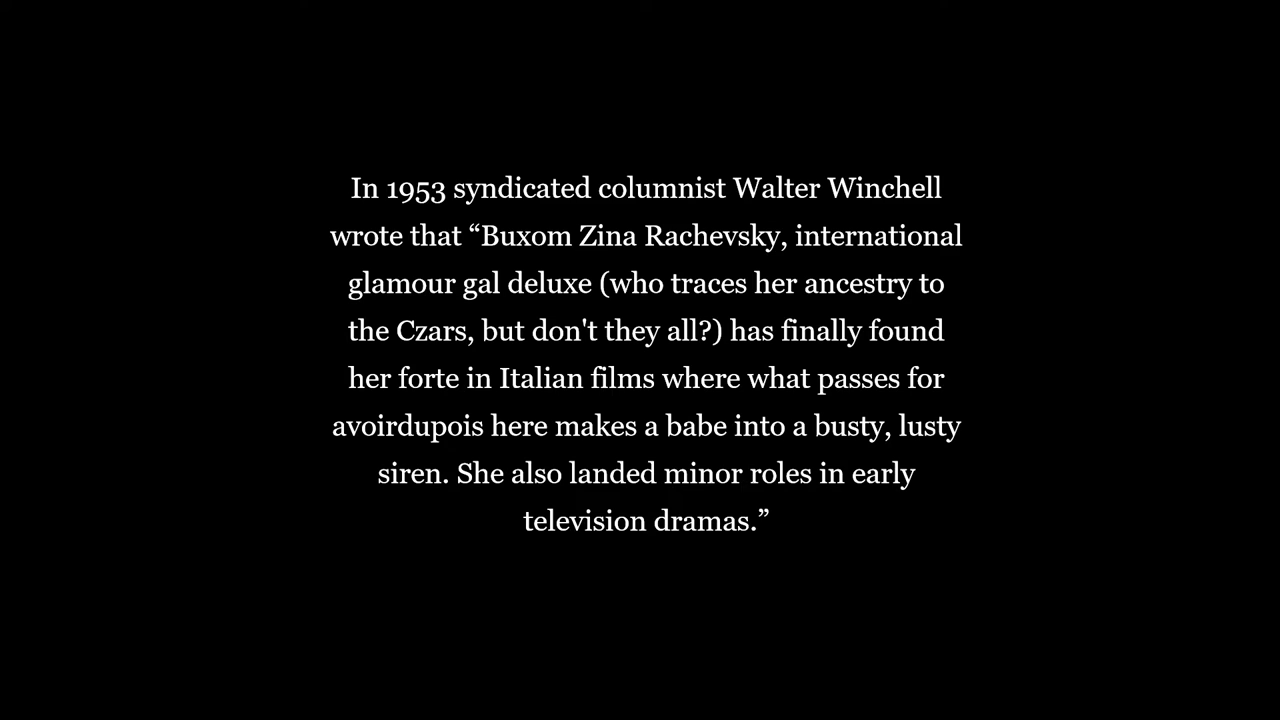 In 1953 syndicated columnist Walter Winchell
wrote that “Buxom Zina Rachevsky, international
glamour gal deluxe (who traces her ancestry to
the Czars, but don't they all?) has finally found
her forte in Italian films where what passes for
avoirdupois here makes a babe into a busty, lusty
siren. She also landed minor roles in early
television dramas.”